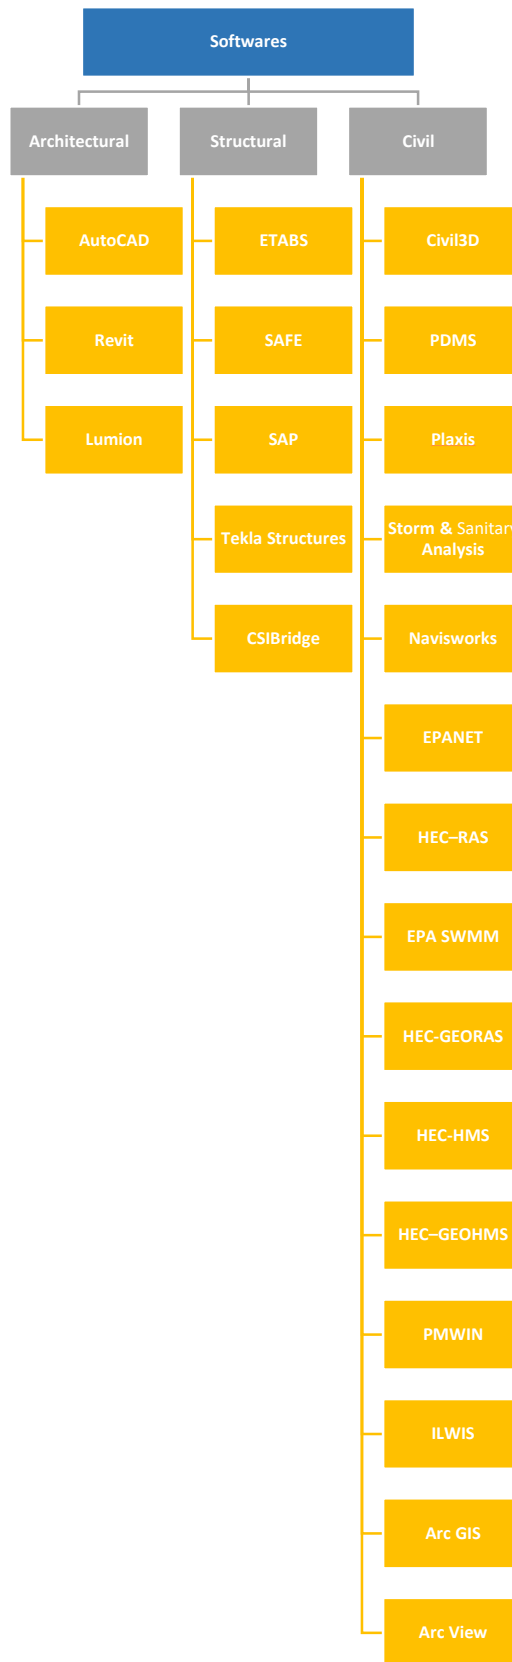 Softwares
Architectural
Structural
Civil
AutoCAD
Revit
Lumion
ETABS
SAFE
SAP
Tekla Structures
CSIBridge
Civil3D
PDMS
Plaxis
Storm & Sanitary
Analysis
Navisworks
EPANET
HEC–RAS
EPA SWMM
HEC-GEORAS
HEC-HMS
HEC–GEOHMS
PMWIN
ILWIS
Arc GIS
Arc View